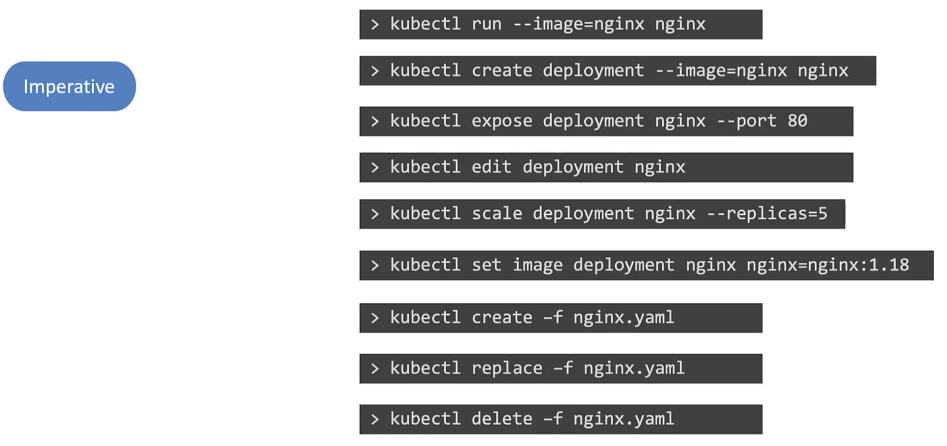 Imperative
> kubectl run --image=nginx nginx
> kubectl create deployment --image=nginx nginx
> kubectl expose deployment nginx --port 80
> kubectl edit deployment nginx
> kubectl scale deployment nginx --replicas=5
> kubectl set image deployment nginx nginx=nginx:1.18
> kubectl create –f nginx.yaml
> kubectl replace –f nginx.yaml
> kubectl delete –f nginx.yaml